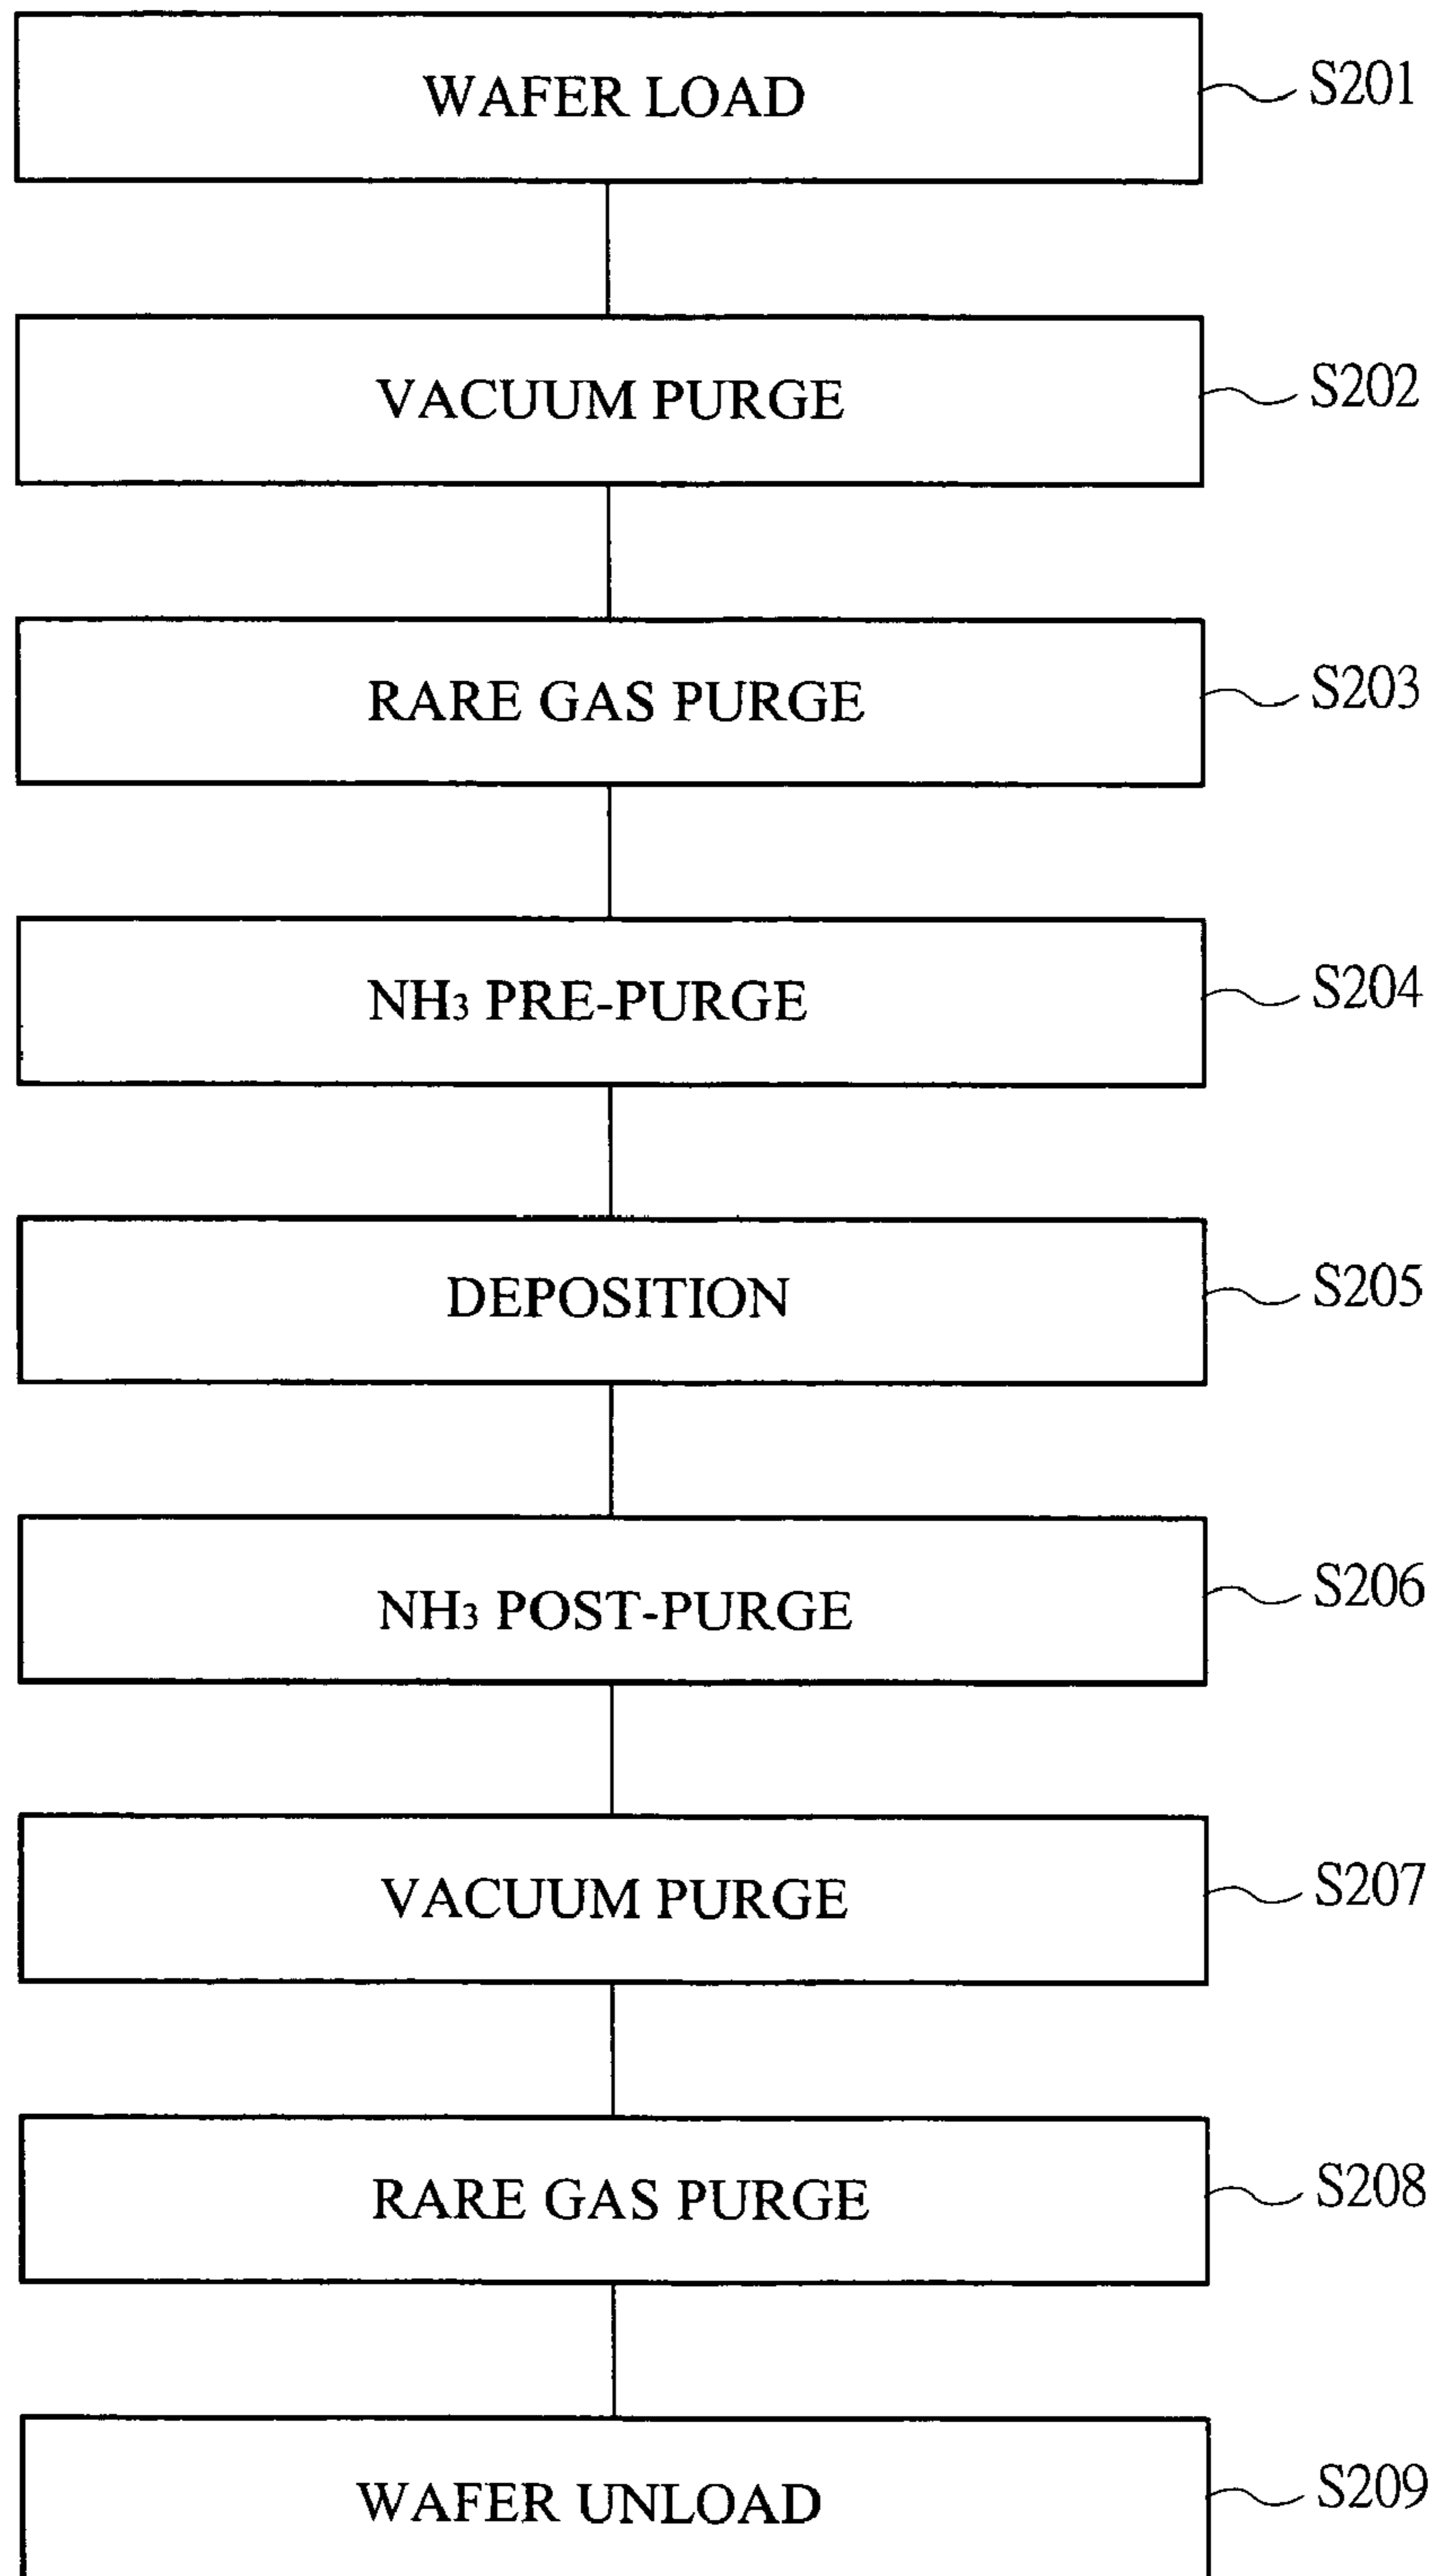 WAFER LOAD S201
VACUUM PURGE S202
RARE GAS PURGE S203
NH₃ PRE-PURGE S204
DEPOSITION S205
NH₃ POST-PURGE S206
VACUUM PURGE S207
RARE GAS PURGE S208
WAFER UNLOAD S209